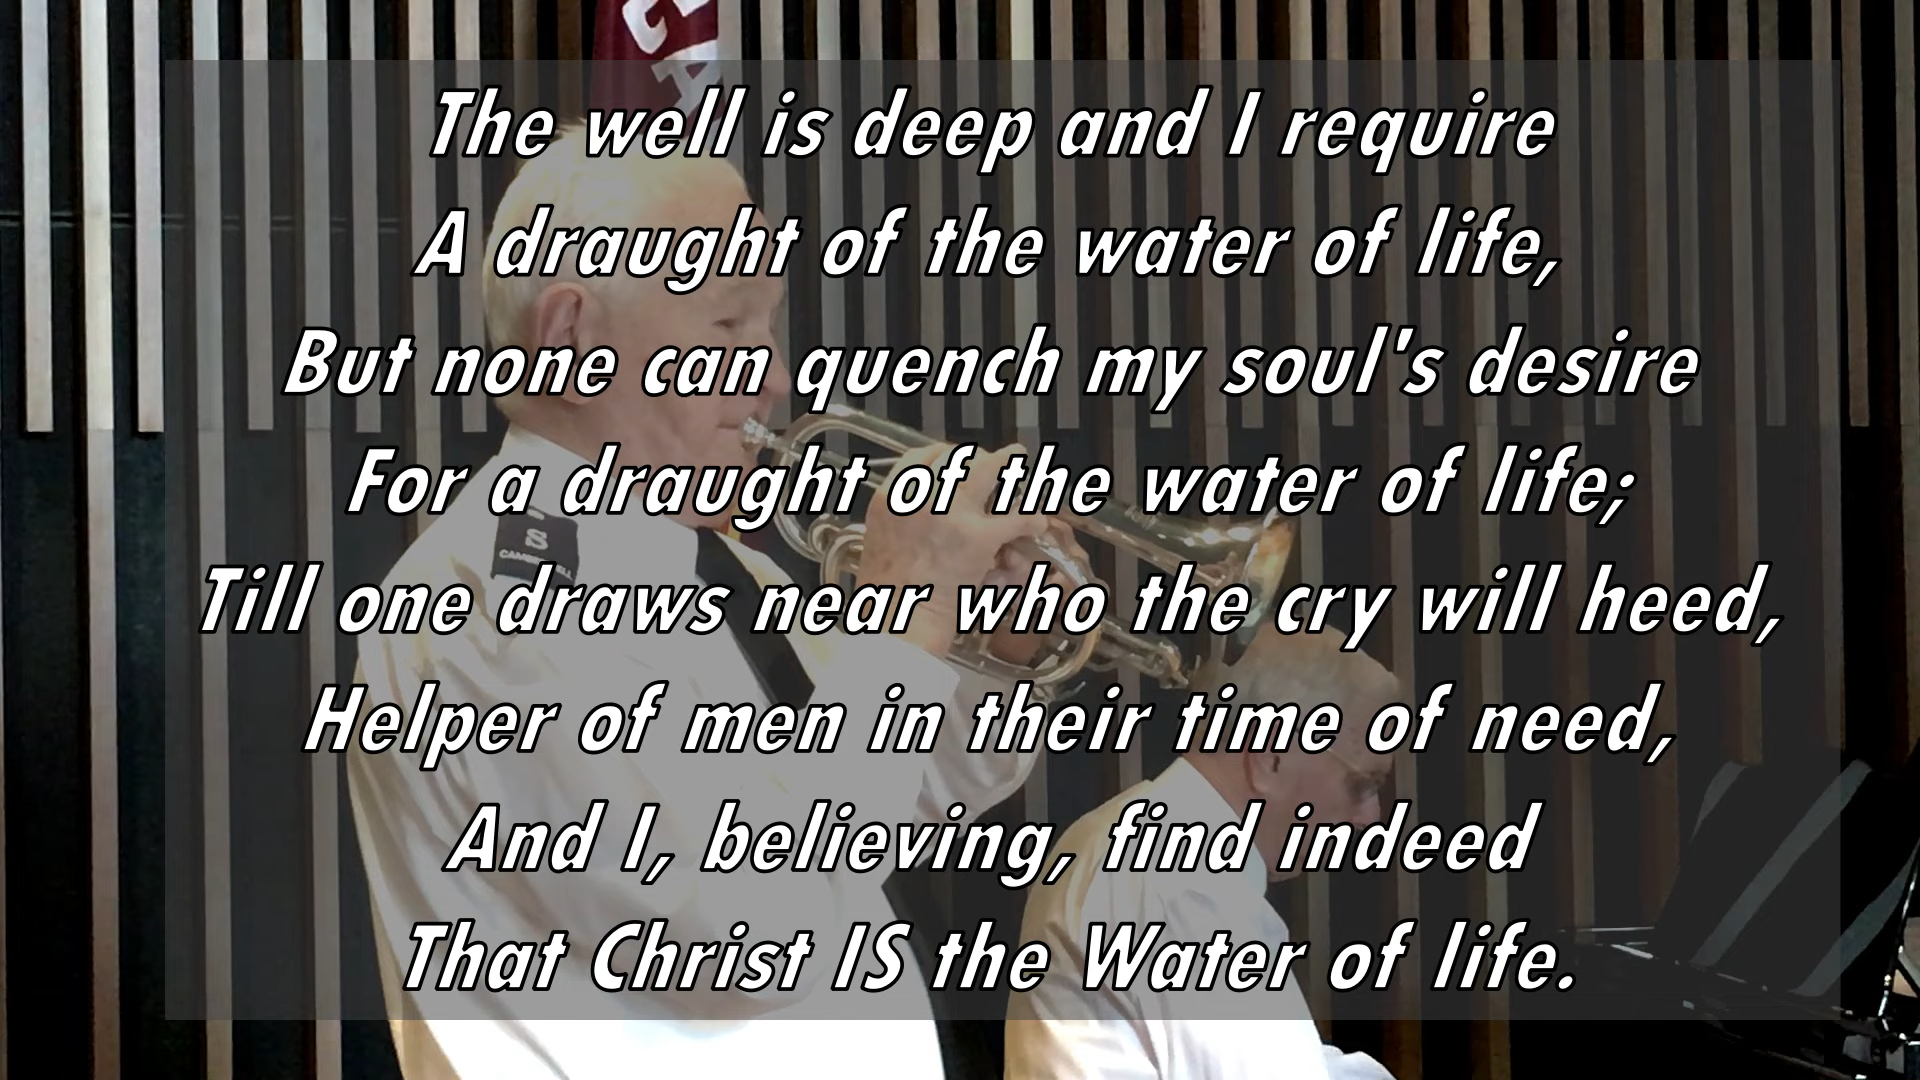 The well is deep and I require
A draught of the water of life,
But none can quench my soul's desire
For a draught of the water of life;
Till one draws near who the cry will heed,
Helper of men in their time of need,
And I, believing, find indeed
That Christ IS the Water of life.
S